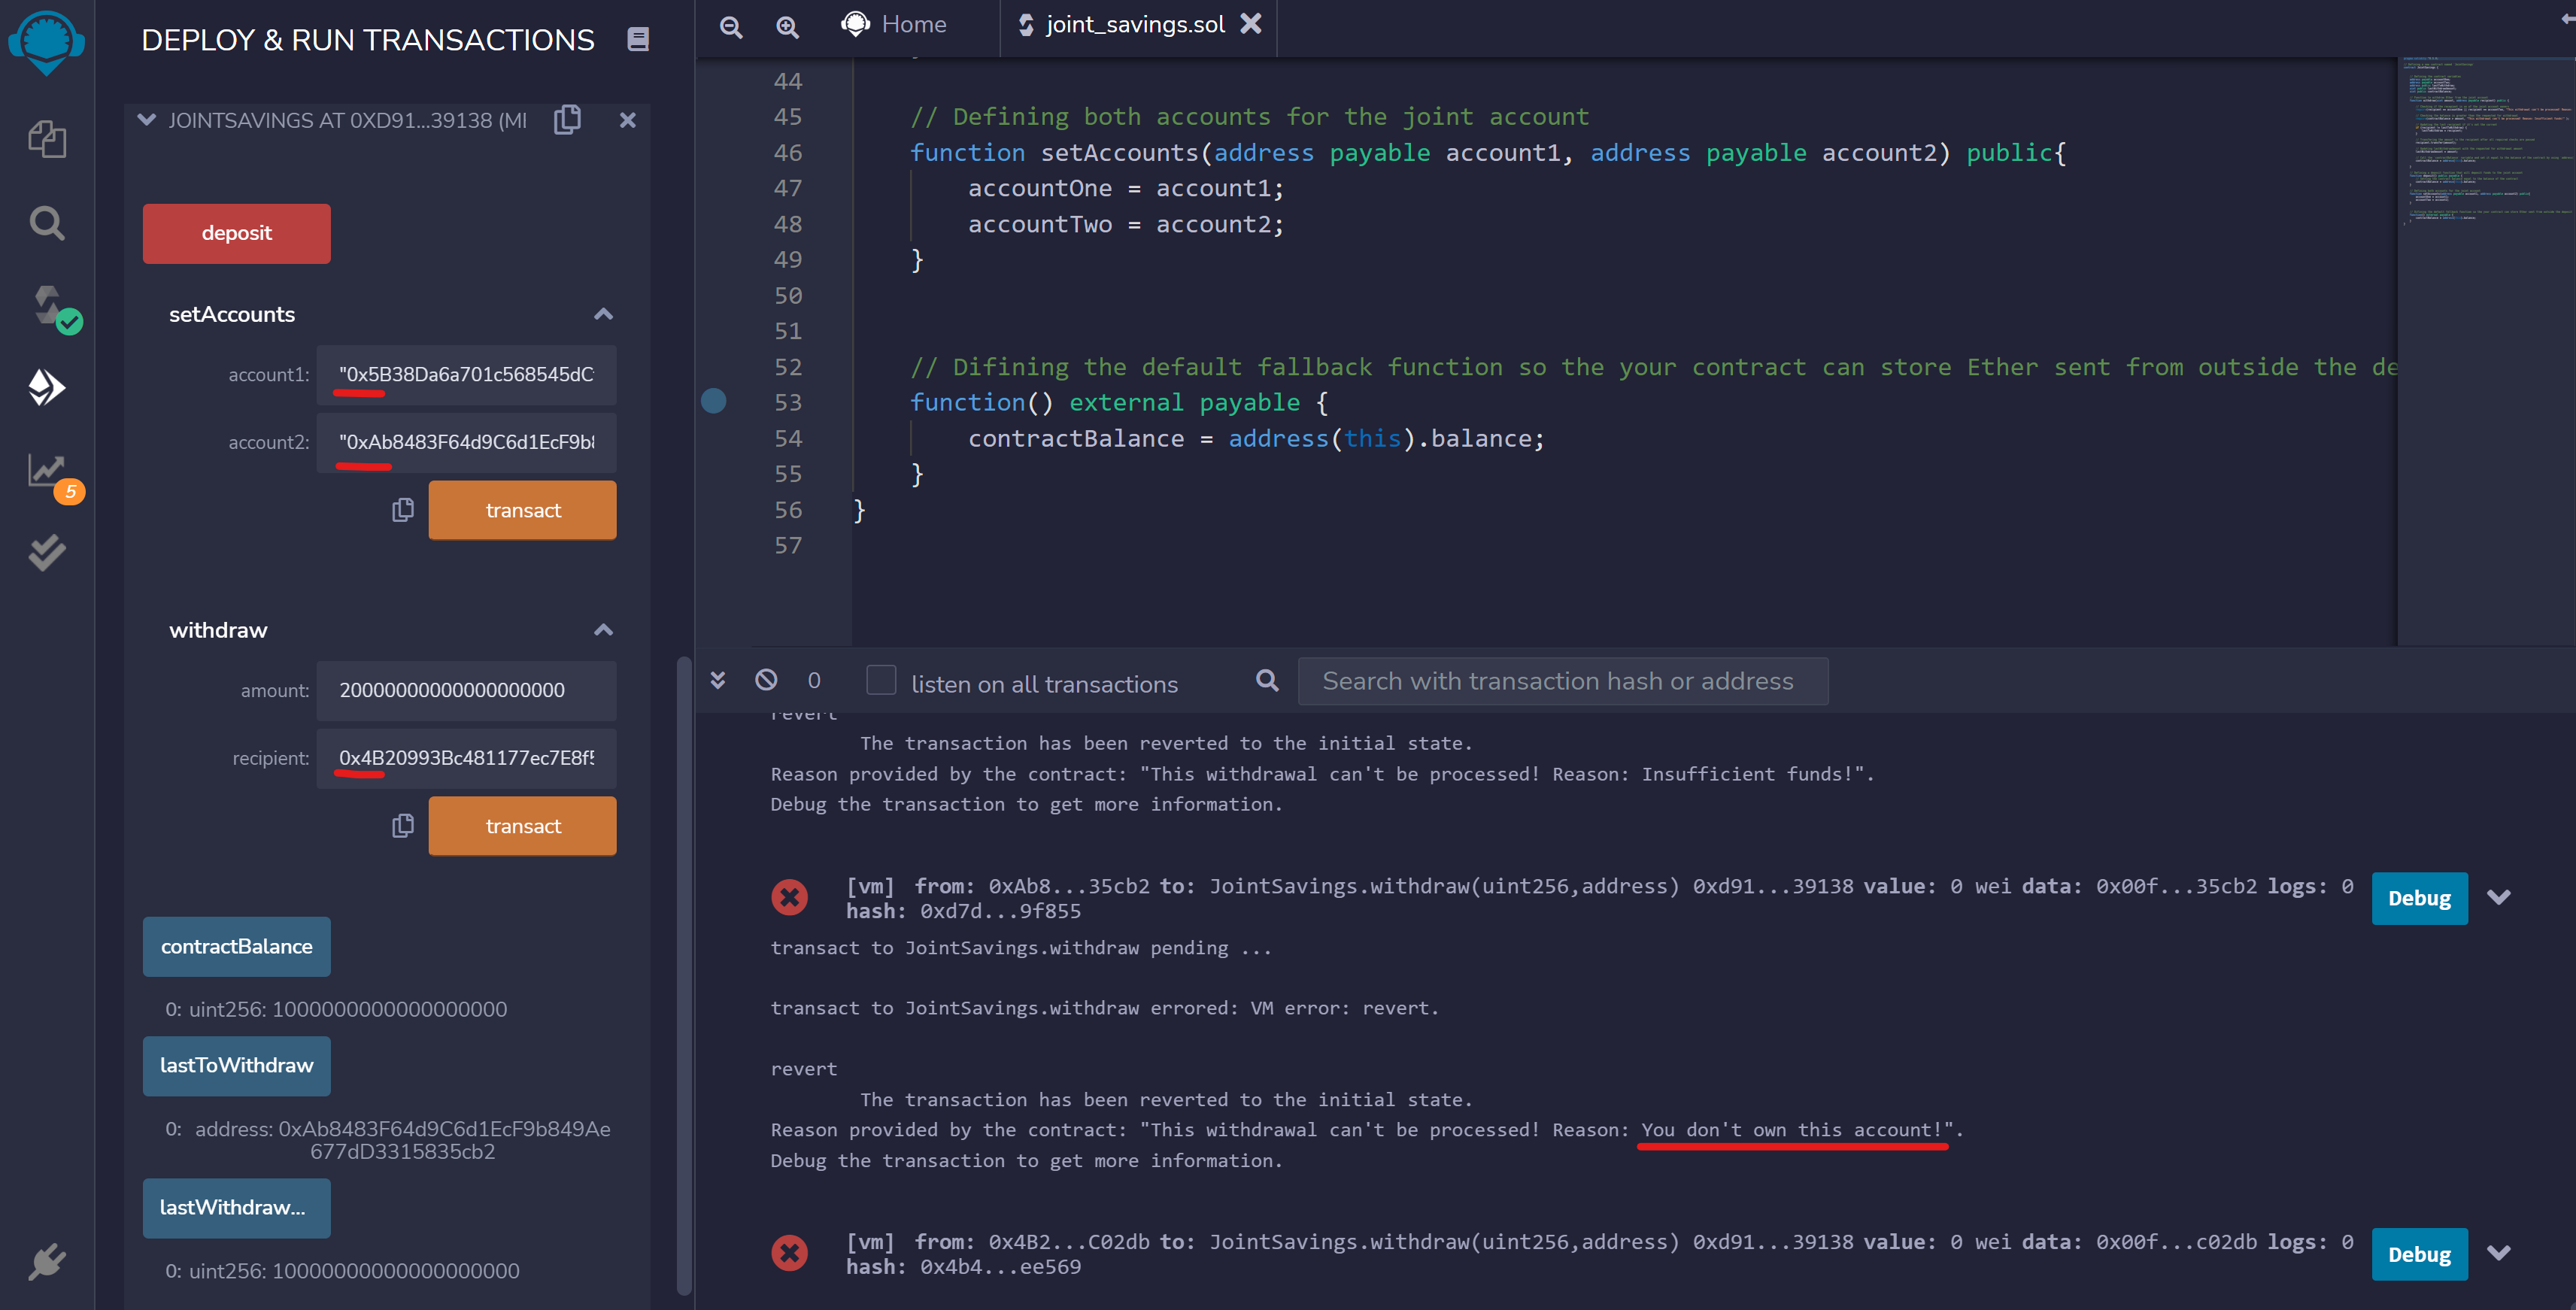 DEPLOY & RUN TRANSACTIONS
JOINTSAVINGS AT 0XD91...39138 (MI
deposit
setAccounts
account1: "0x5B38Da6a701c568545dC
account2: "0xAb8483F64d9C6d1EcF9b8
transact
withdraw
amount: 20000000000000000000
recipient: 0x4B20993Bc481177ec7E8f5
transact
contractBalance
0: uint256: 1000000000000000000
lastToWithdraw
0: address: 0xAb8483F64d9C6d1EcF9b849Ae
677dD3315835cb2
lastWithdraw...
0: uint256: 10000000000000000000
5
Home
joint_savings.sol
44
45 // Defining both accounts for the joint account
46 function setAccounts(address payable account1, address payable account2) public{
47 accountOne = account1;
48 accountTwo = account2;
49 }
50
51
52 // Difining the default fallback function so the your contract can store Ether sent from outside the de
53 function() external payable {
54 contractBalance = address(this).balance;
55 }
56 }
57
0 listen on all transactions Search with transaction hash or address
revert
The transaction has been reverted to the initial state.
Reason provided by the contract: "This withdrawal can't be processed! Reason: Insufficient funds!".
Debug the transaction to get more information.
[vm] from: 0xAb8...35cb2 to: JointSavings.withdraw(uint256,address) 0xd91...39138 value: 0 wei data: 0x00f...35cb2 logs: 0
hash: 0xd7d...9f855
Debug
transact to JointSavings.withdraw pending ...
transact to JointSavings.withdraw errored: VM error: revert.
revert
The transaction has been reverted to the initial state.
Reason provided by the contract: "This withdrawal can't be processed! Reason: You don't own this account!".
Debug the transaction to get more information.
[vm] from: 0x4B2...C02db to: JointSavings.withdraw(uint256,address) 0xd91...39138 value: 0 wei data: 0x00f...c02db logs: 0
hash: 0x4b4...ee569
Debug